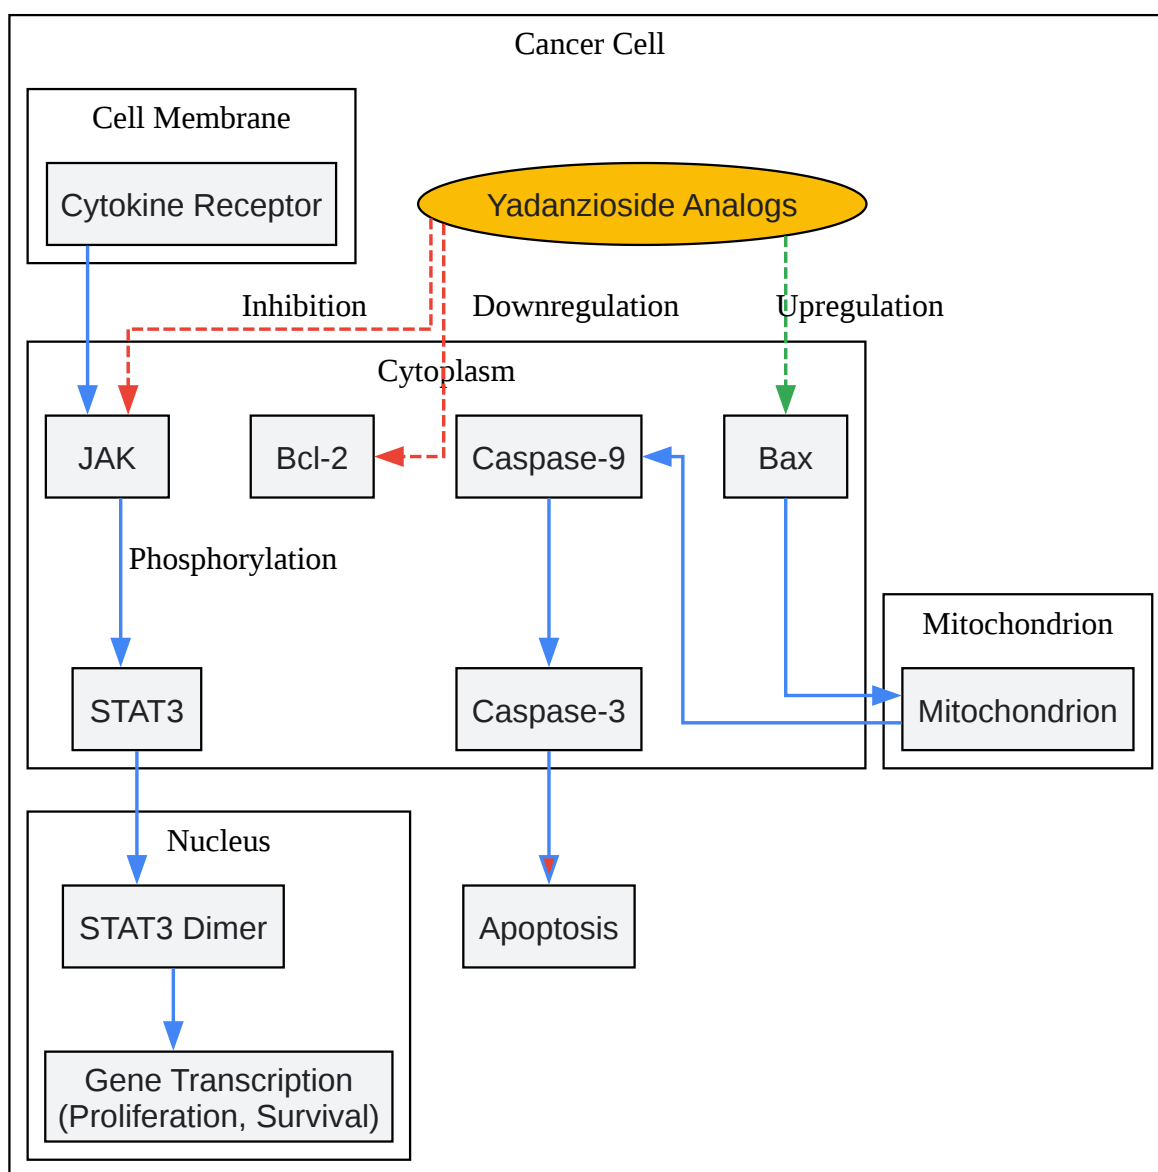 Cancer Cell
Cell Membrane
Cytokine Receptor
Yadanzioside Analogs
Inhibition
Downregulation
Upregulation
Cytoplasm
JAK
Bcl-2
Caspase-9
Bax
Phosphorylation
Mitochondrion
STAT3
Caspase-3
Mitochondrion
Nucleus
STAT3 Dimer
Apoptosis
Gene Transcription
(Proliferation, Survival)